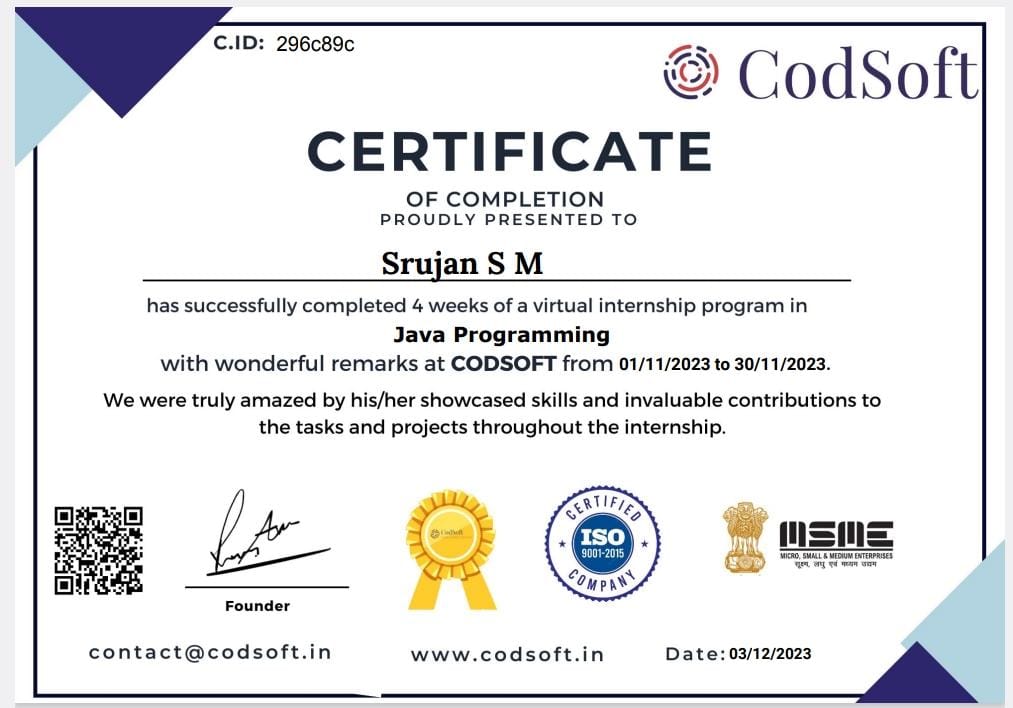 C.ID: 296c89c
CodSoft
CERTIFICATE
OF COMPLETION
PROUDLY PRESENTED TO
Srujan S M
has successfully completed 4 weeks of a virtual internship program in
Java Programming
with wonderful remarks at CODSOFT from 01/11/2023 to 30/11/2023.
We were truly amazed by his/her showcased skills and invaluable contributions to
the tasks and projects throughout the internship.
Founder
CodSoft
CERTIFIED
ISO
9001-2015
COMPANY
MSME
MICRO, SMALL & MEDIUM ENTERPRISES
सूक्ष्म, लघु एवं मध्यम उद्यम
contact@codsoft.in
www.codsoft.in
Date: 03/12/2023